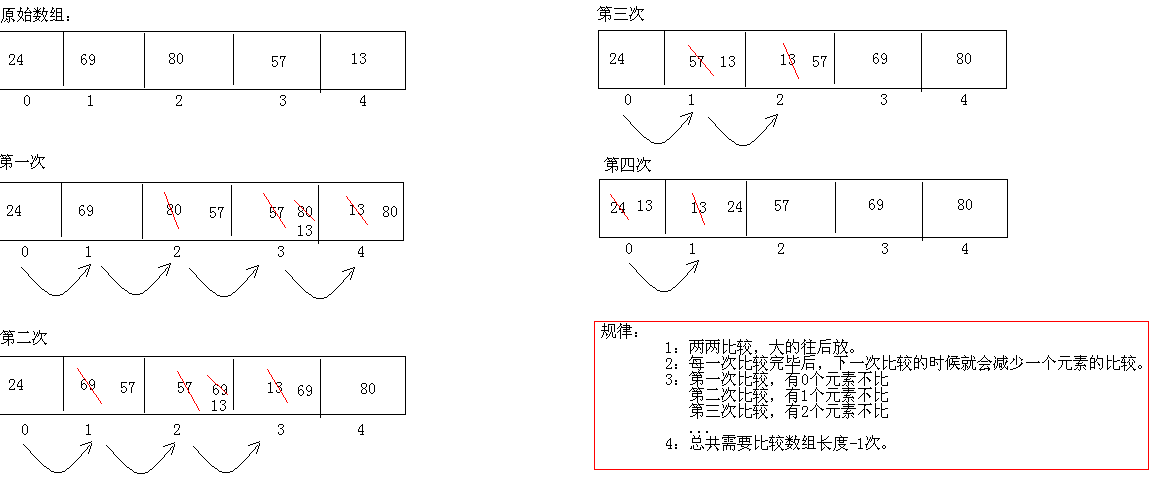 原始数组:
24 69 80 57 13
0 1 2 3 4
第一次
24 69 80 57 57 80 13 80
13
0 1 2 3 4
第二次
24 69 57 57 69 13 69 80
13
0 1 2 3 4
第三次
24 57 13 13 57 69 80
0 1 2 3 4
第四次
24 13 13 24 57 69 80
0 1 2 3 4
规律:
1: 两两比较, 大的往后放。
2: 每一次比较完毕后, 下一次比较的时候就会减少一个元素的比较。
3: 第一次比较, 有0个元素不比
第二次比较, 有1个元素不比
第三次比较, 有2个元素不比
...
4: 总共需要比较数组长度-1次。